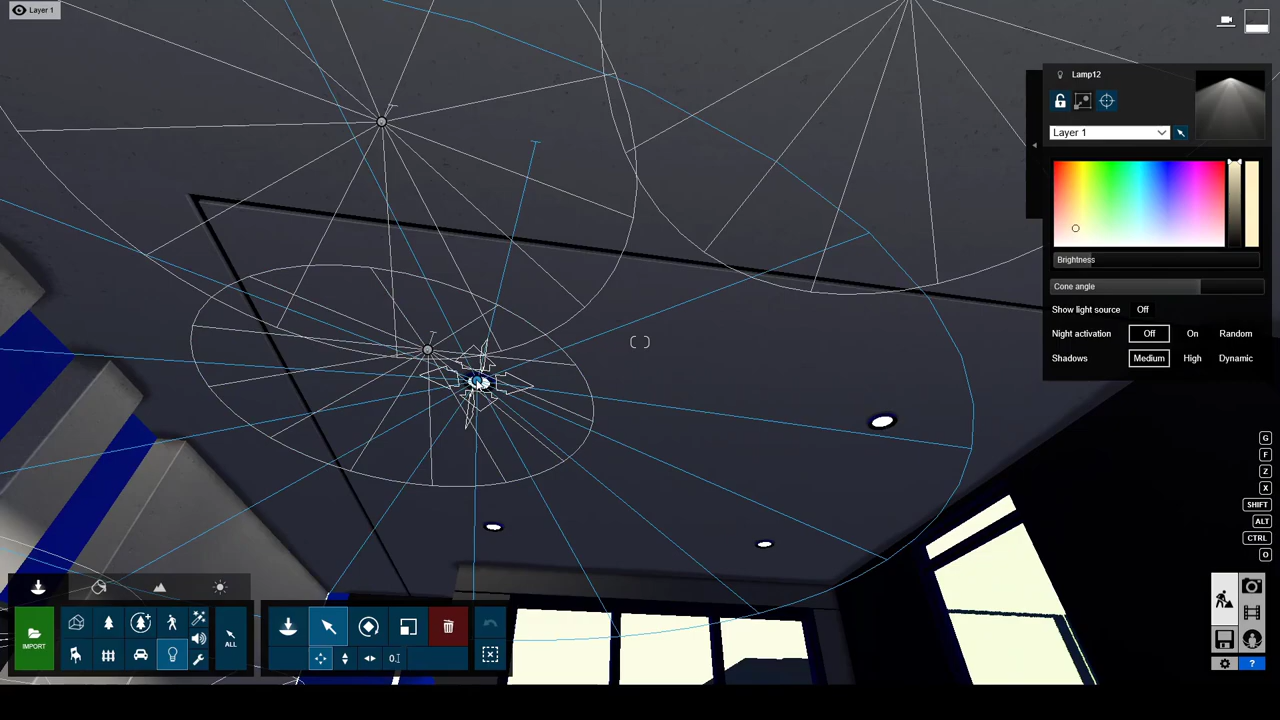 Layer 1
Lamp12
Layer 1
Brightness
Cone angle
Show light source Off
Night activation Off On Random
Shadows Medium High Dynamic
G
F
Z
X
SHIFT
ALT
CTRL
O
IMPORT
ALL
0.
?